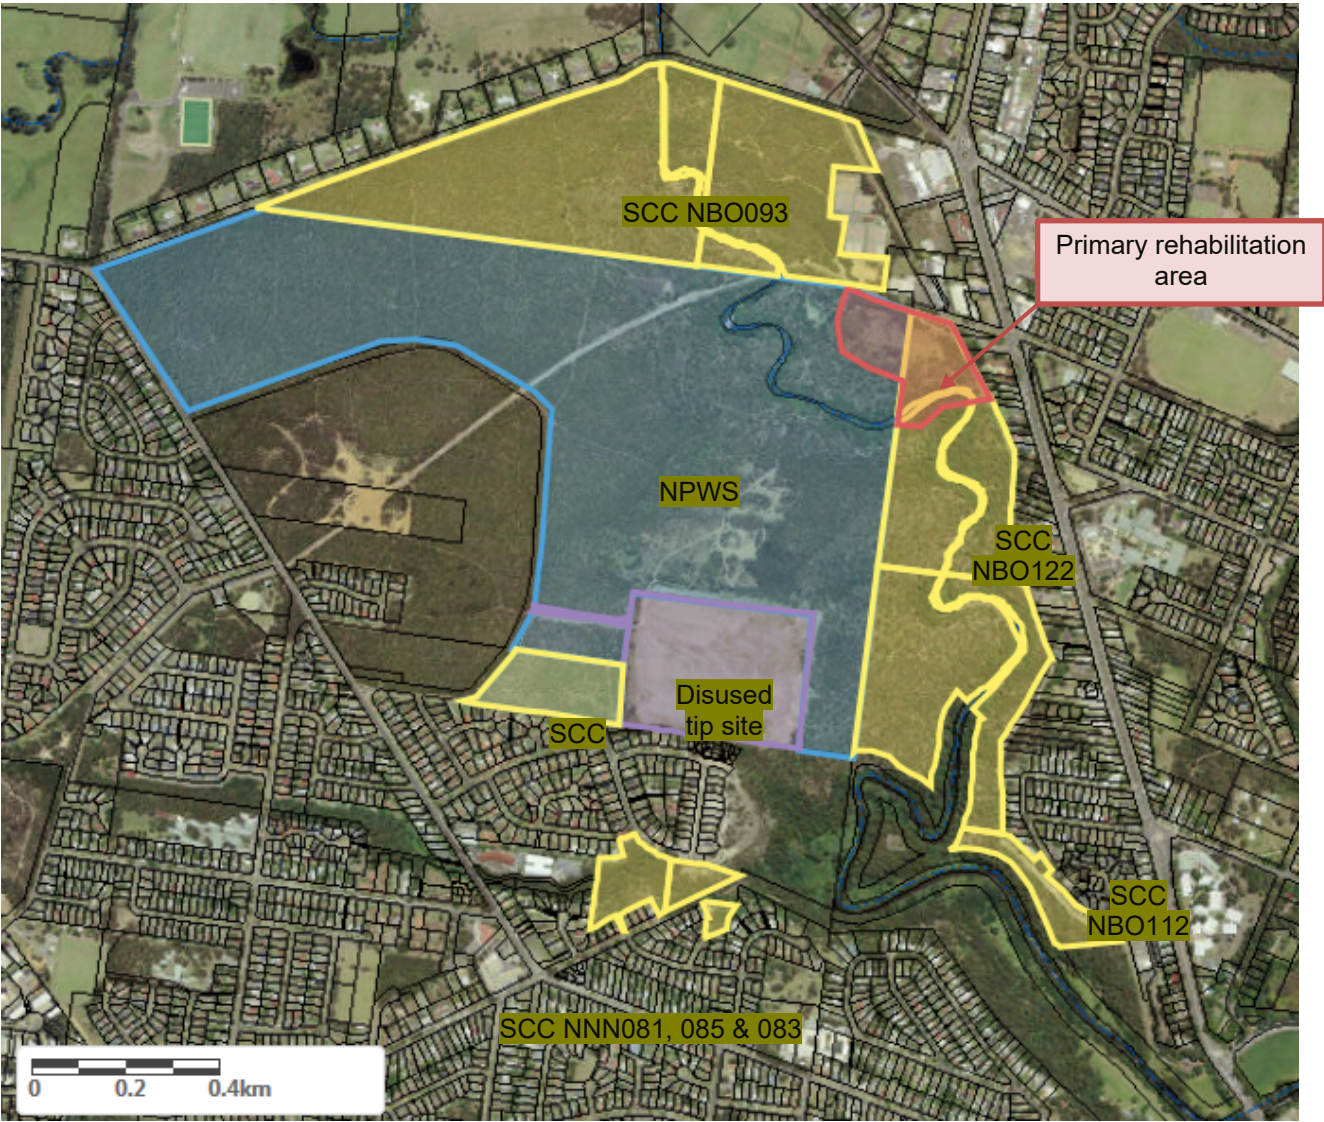 SCC NBO093
Primary rehabilitation
area
NPWS
SCC
NBO122
Disused
tip site
SCC
SCC
NBO112
SCC NNN081, 085 & 083
0 0.2 0.4km